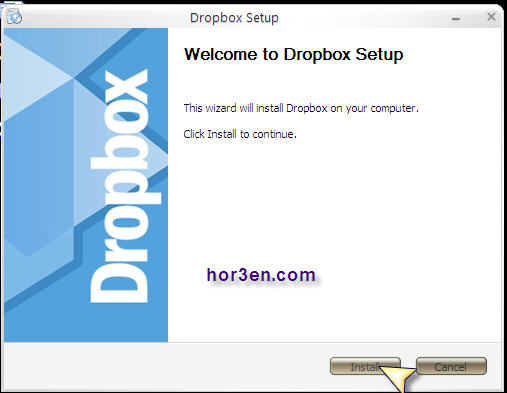 Dropbox Setup
Welcome to Dropbox Setup
This wizard will install Dropbox on your computer.
Click Install to continue.
Dropbox
hor3en.com
Install
Cancel